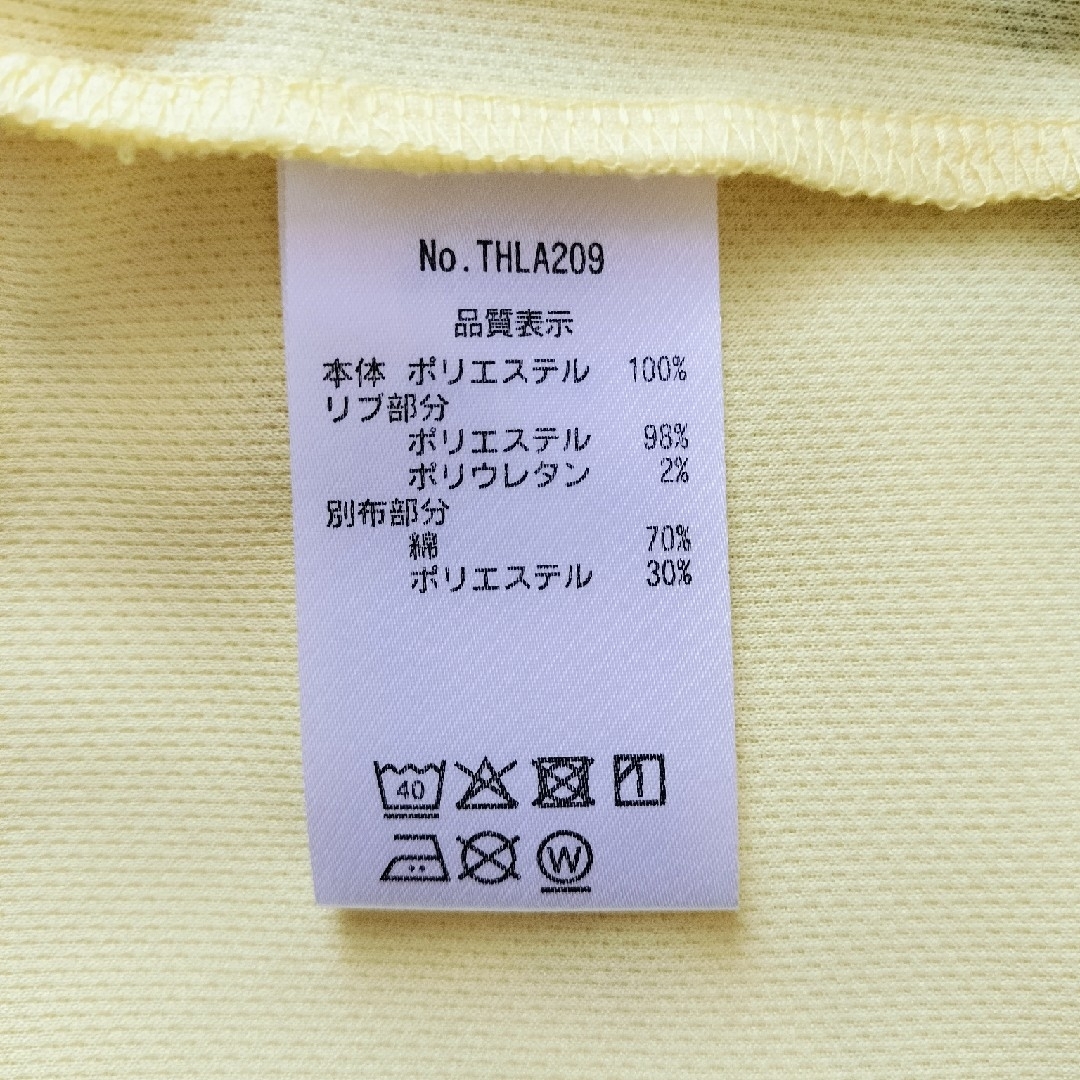 No.THLA209
品質表示
本体 ポリエステル 100%
リブ部分
ポリエステル 98%
ポリウレタン 2%
別布部分
綿 70%
ポリエステル 30%
40
W